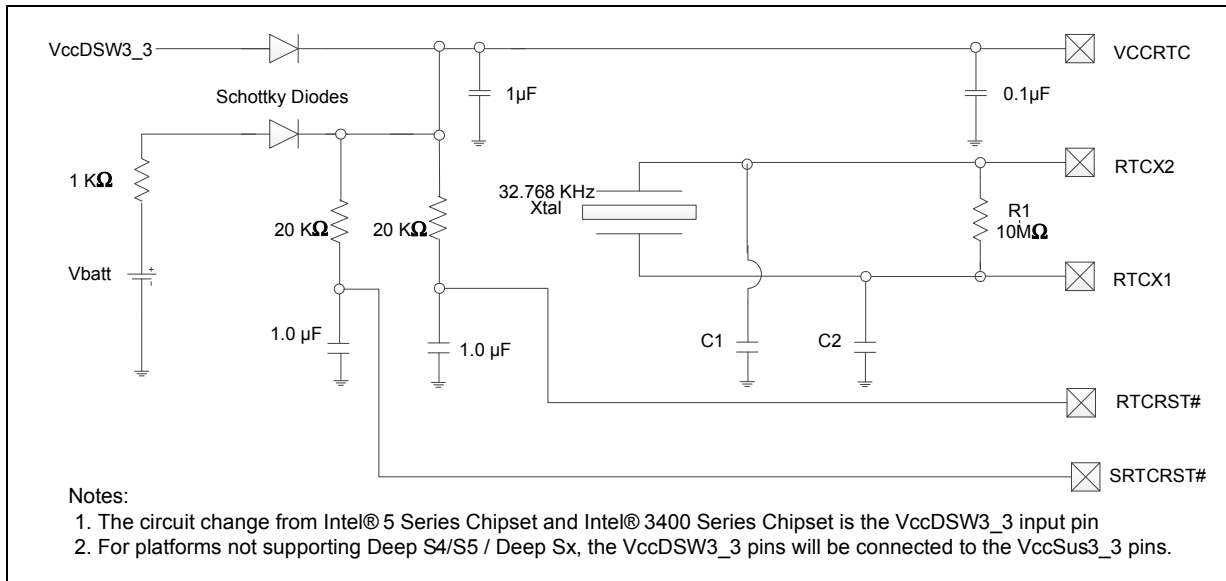 VccDSW3_3
VCCRTC
1µF
0.1µF
Schottky Diodes
1 KΩ
RTCX2
32.768 KHz
Xtal
R1
10MΩ
20 KΩ
20 KΩ
Vbatt
+
-
RTCX1
1.0 µF
1.0 µF
C1
C2
RTCRST#
SRTCRST#
Notes:
1. The circuit change from Intel® 5 Series Chipset and Intel® 3400 Series Chipset is the VccDSW3_3 input pin
2. For platforms not supporting Deep S4/S5 / Deep Sx, the VccDSW3_3 pins will be connected to the VccSus3_3 pins.